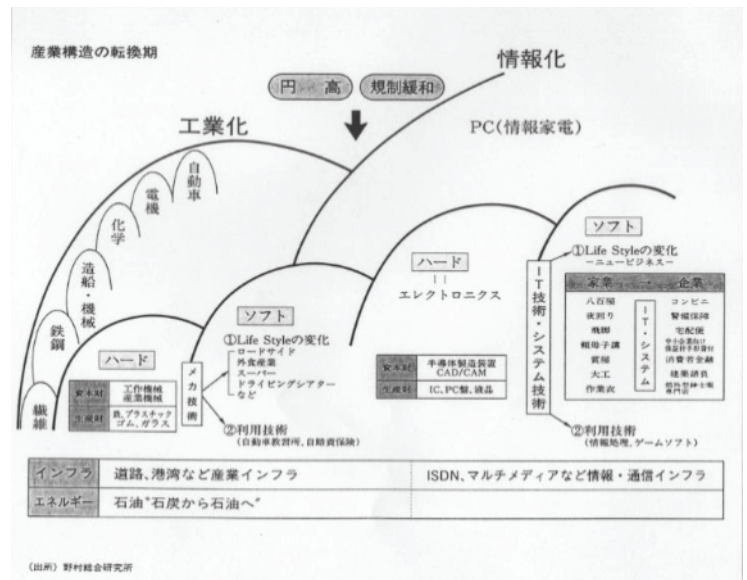 産業構造の転換期
情報化
円 高
規制緩和
工業化
PC(情報家電)
自動車
電機
化学
造船・機械
鉄鋼
繊維
ハード
資本財
工作機械
産業機械
生産財
鉄、プラスチック
ゴム、ガラス
メカ技術
ソフト
①Life Styleの変化
ロードサイド
外食産業
スーパー
ドライビングシアター
など
②利用技術
(自動車教習所、自賠責保険)
ハード
エレクトロニクス
資本財
半導体製造装置
CAD/CAM
生産財
IC、PC盤、液晶
IT技術・システム技術
ソフト
①Life Styleの変化
−ニュービジネス−
家業 → 企業
八百屋
夜回り
飛脚
頼母子講
質屋
大工
作業衣
IT・システム
コンビニ
警備保障
宅配便
中小企業向け
消費者金融
建築請負
専門店
②利用技術
(情報処理、ゲームソフト)
インフラ 道路、港湾など産業インフラ ISDN、マルチメディアなど情報・通信インフラ
エネルギー 石油“石炭から石油へ”
(出所) 野村総合研究所